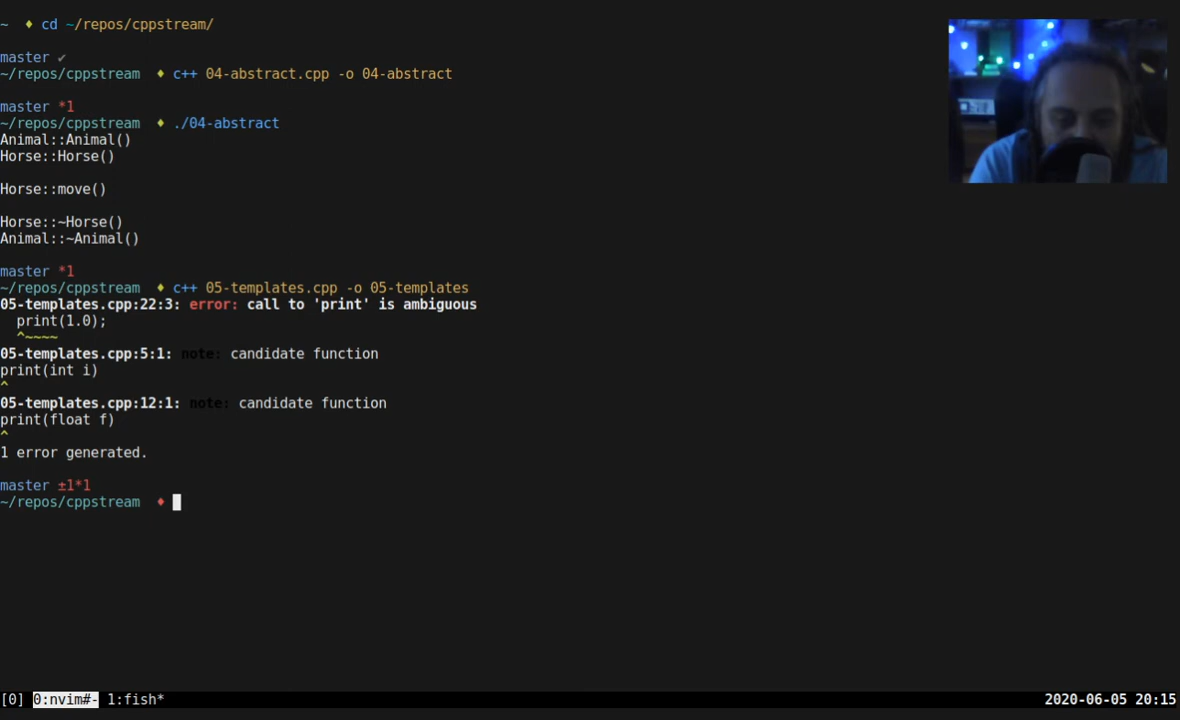 ~  ♦ cd ~/repos/cppstream/
master ✓
~/repos/cppstream  ♦ c++ 04-abstract.cpp -o 04-abstract
master *1
~/repos/cppstream  ♦ ./04-abstract
Animal::Animal()
Horse::Horse()
Horse::move()
Horse::~Horse()
Animal::~Animal()
master *1
~/repos/cppstream  ♦ c++ 05-templates.cpp -o 05-templates
05-templates.cpp:22:3: error: call to 'print' is ambiguous
  print(1.0);
  ^~~~~
05-templates.cpp:5:1: note: candidate function
print(int i)
^
05-templates.cpp:12:1: note: candidate function
print(float f)
^
1 error generated.
master ±1*1
~/repos/cppstream  ♦
[0] 0:nvim#- 1:fish* 2020-06-05 20:15